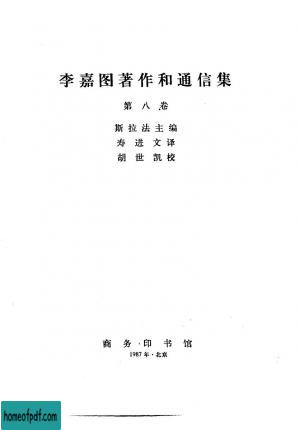 李嘉图著作和通信集
第八卷
斯拉法主编
寿进文译
胡世凯校
商务印书馆
1987年·北京
homeofpdf.com